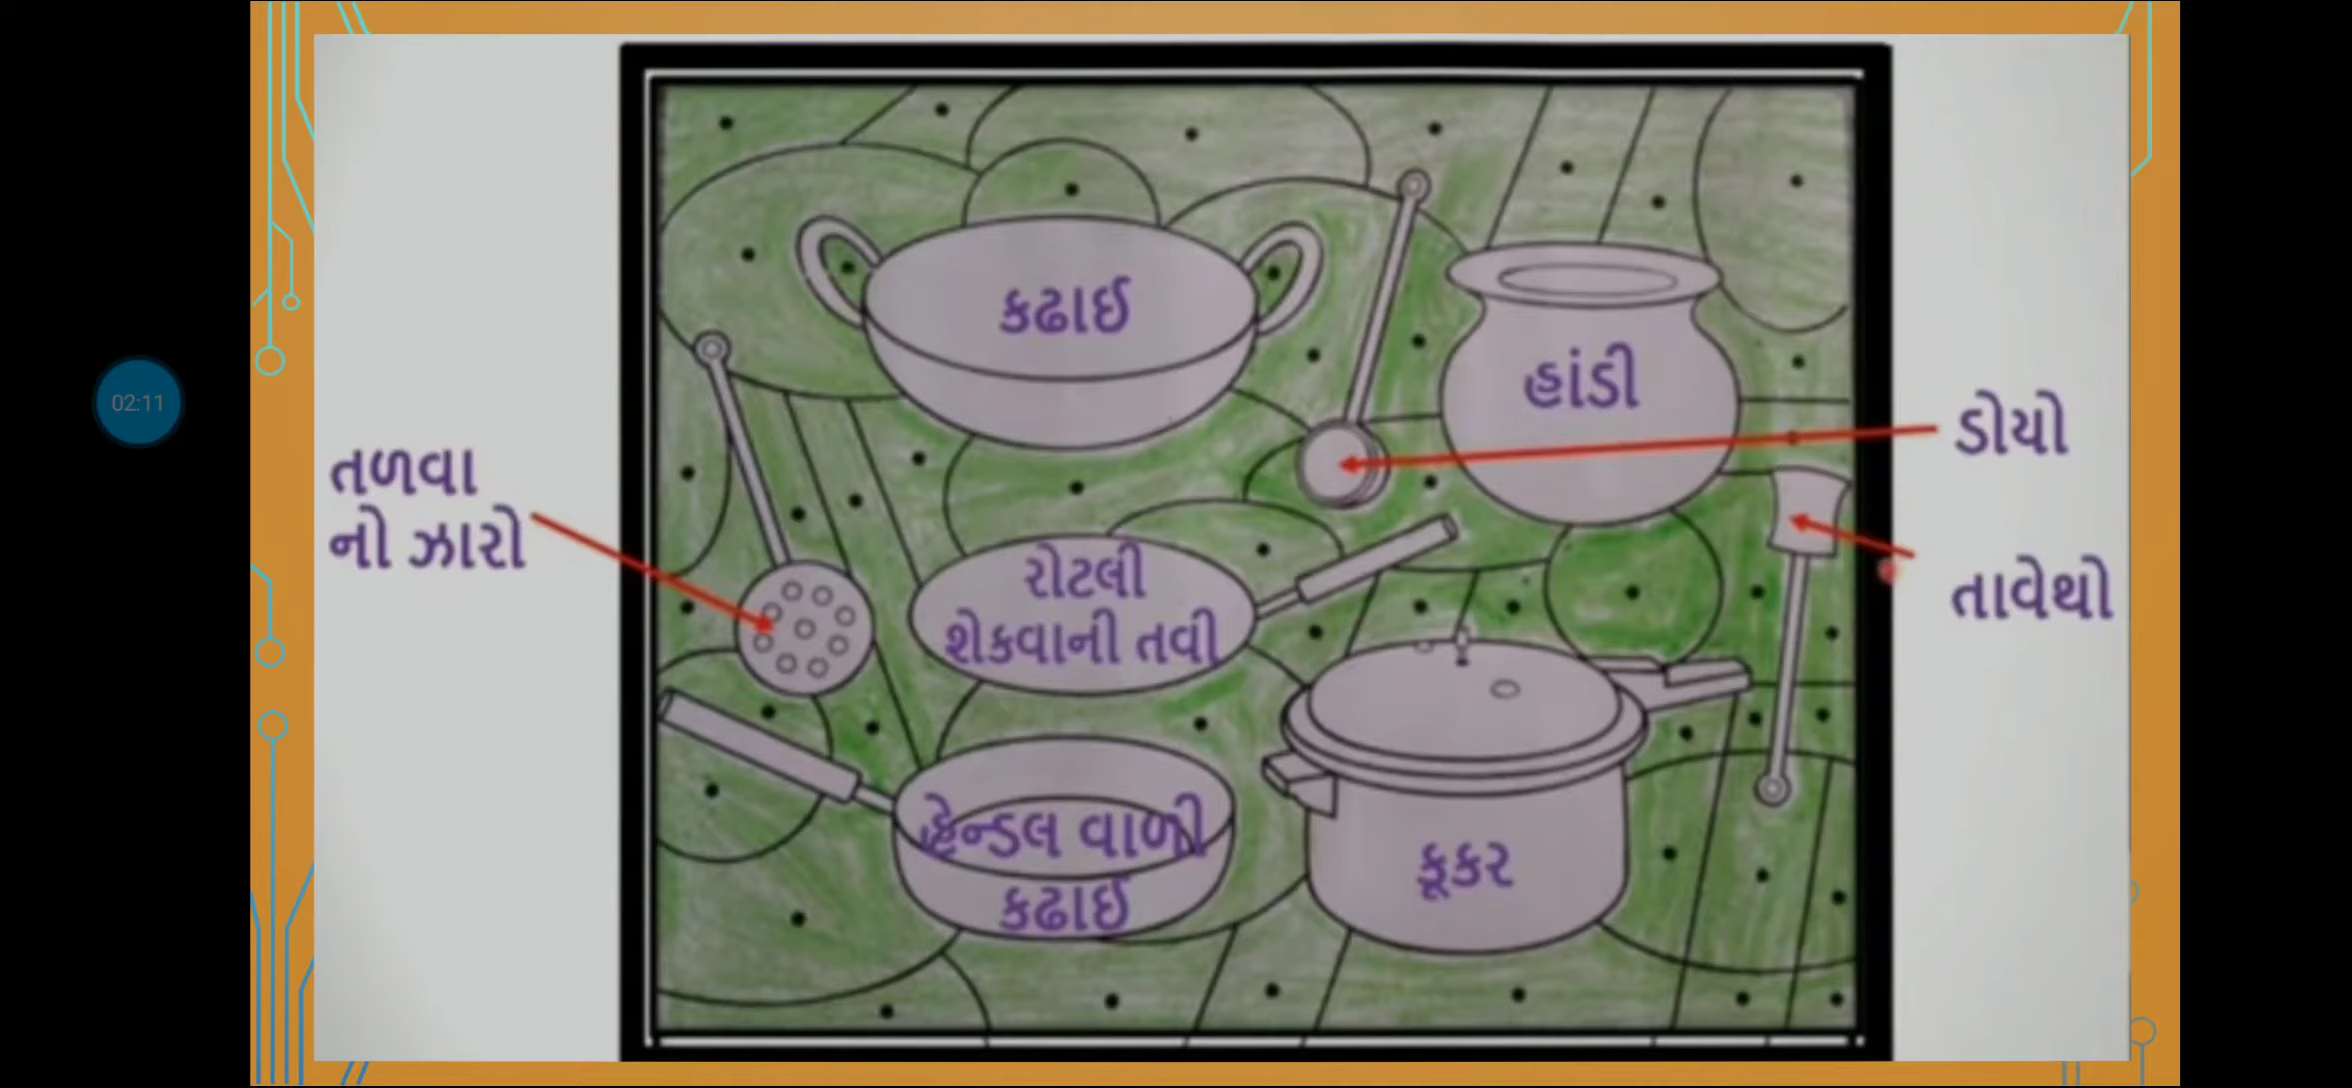 કઢાઈ
હાંડી
ડોયો
તળવા
નો ઝારો
તાવેથો
રોટલી
શેકવાની તવી
હેન્ડલ વાળી
કઢાઈ
કૂકર
02:11